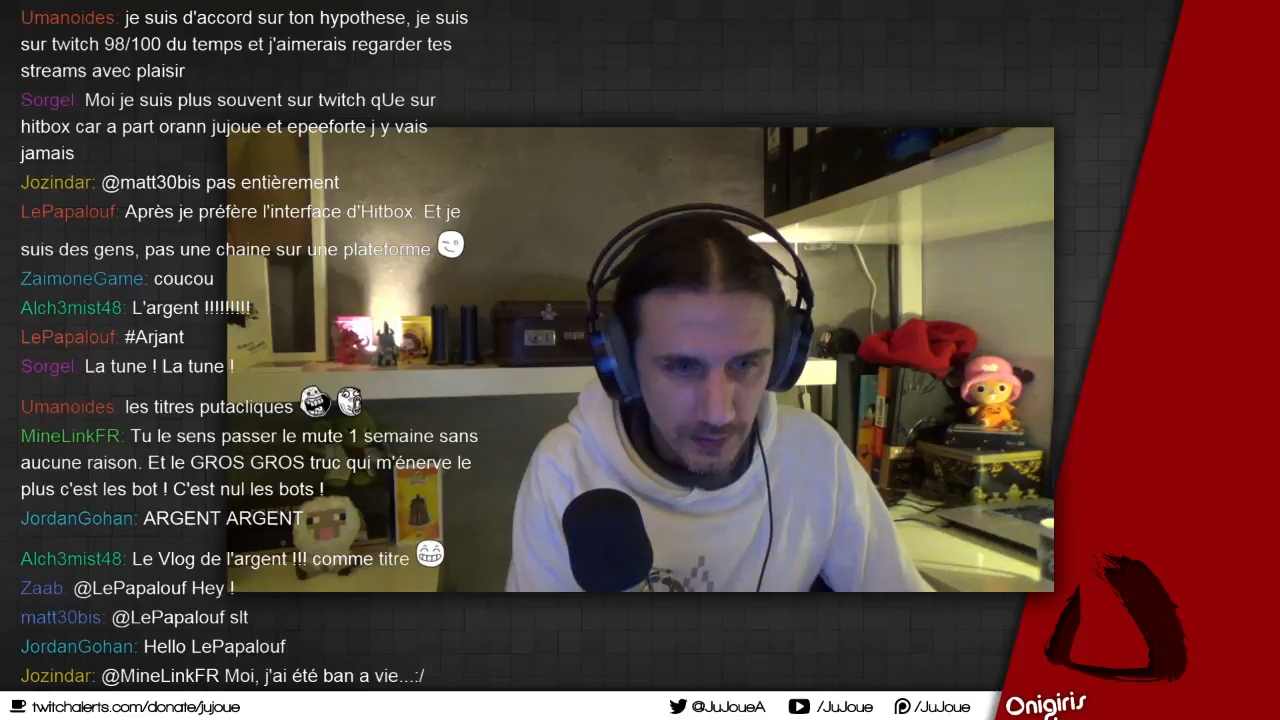 Umanoides: je suis d'accord sur ton hypothese, je suis
sur twitch 98/100 du temps et j'aimerais regarder tes
streams avec plaisir
Sorgel: Moi je suis plus souvent sur twitch qUe sur
hitbox car a part orann jujoue et epeeforte j y vais
jamais
Jozindar: @matt30bis pas entièrement
LePapalouf: Après je préfère l'interface d'Hitbox. Et je
suis des gens, pas une chaine sur une plateforme
ZaimoneGame: coucou
Alch3mist48: L'argent !!!!!!!!!
LePapalouf: #Arjant
Sorgel: La tune ! La tune !
Umanoides: les titres putacliques
MineLinkFR: Tu le sens passer le mute 1 semaine sans
aucune raison. Et le GROS GROS truc qui m'énerve le
plus c'est les bot ! C'est nul les bots !
JordanGohan: ARGENT ARGENT
Alch3mist48: Le Vlog de l'argent !!! comme titre
Zaab: @LePapalouf Hey !
matt30bis: @LePapalouf slt
JordanGohan: Hello LePapalouf
Jozindar: @MineLinkFR Moi, j'ai été ban a vie...:/
twitchalerts.com/donate/jujoue
@JuJoueA
/JuJoue
/JuJoue
Onigiris